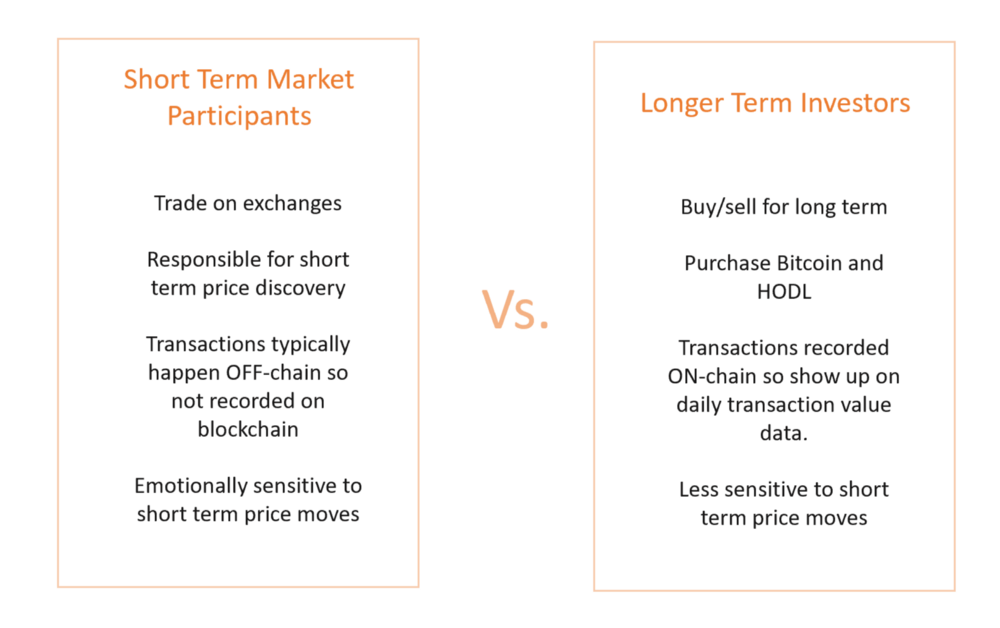 Short Term Market
Participants
Trade on exchanges
Responsible for short
term price discovery
Transactions typically
happen OFF-chain so
not recorded on
blockchain
Emotionally sensitive to
short term price moves
Vs.
Longer Term Investors
Buy/sell for long term
Purchase Bitcoin and
HODL
Transactions recorded
ON-chain so show up on
daily transaction value
data.
Less sensitive to short
term price moves